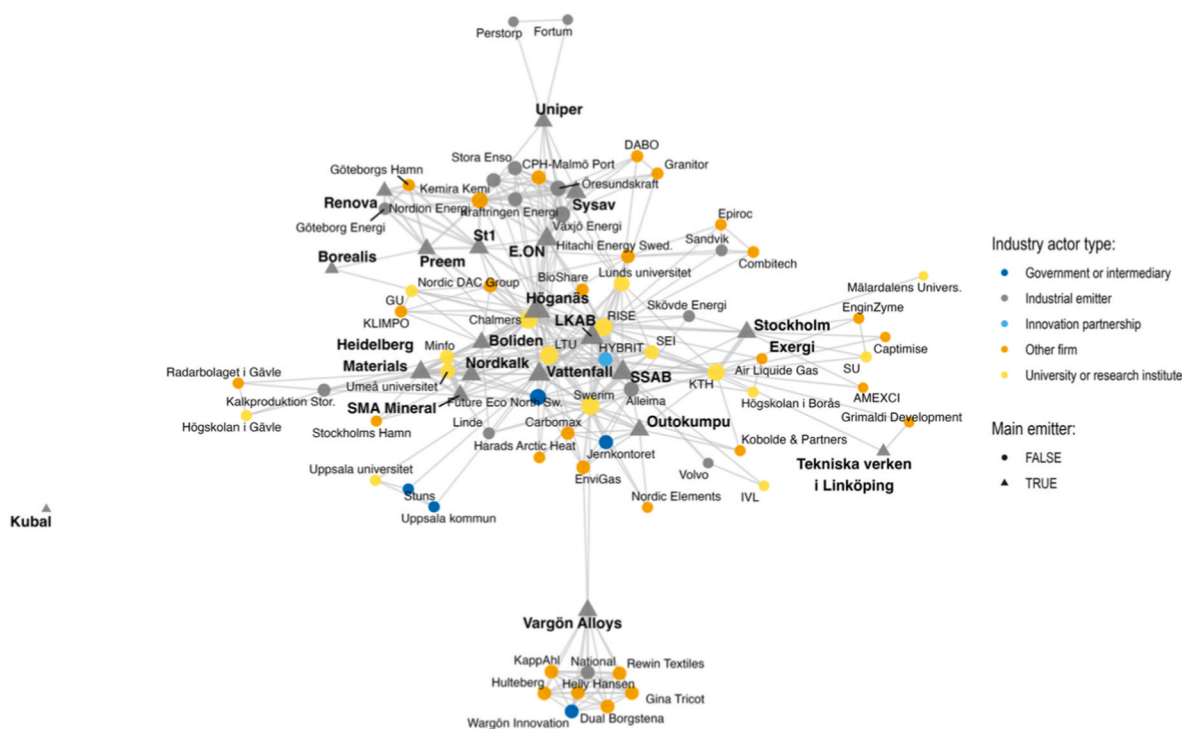 Perstorp
Fortum
Uniper
DABO
Stora Enso
CPH-Malmö Port
Granitor
Göteborgs Hamn
Kemira Kemi
Öresundskraft
Renova
Nordion Energi
Kraftringen Energi
Sysav
Göteborg Energi
Växjö Energi
Epiroc
St1
E.ON
Hitachi Energy Swed.
Sandvik
Borealis
Preem
BioShare
Lunds universitet
Combitech
Nordic DAC Group
Mälardalens Univers.
GU
Höganäs
Skövde Energi
EnginZyme
KLIMPO
Chalmers
LKAB
RISE
Stockholm
Exergi
Heidelberg
Materials
Minfo
Boliden
LTU
HYBRIT
SEI
Captimise
Radarbolaget i Gävle
Nordkalk
Vattenfall
SSAB
Air Liquide Gas
SU
Umeå universitet
KTH
Kalkproduktion Stor.
SMA Mineral
Future Eco North Sw.
Swerim
Alleima
Högskolan i Borås
AMEXCI
Högskolan i Gävle
Stockholms Hamn
Linde
Carbomax
Outokumpu
Grimaldi Development
Harads Arctic Heat
Jernkontoret
Kobolde & Partners
Uppsala universitet
EnviGas
Volvo
Tekniska verken
i Linköping
Stuns
Nordic Elements
IVL
Uppsala kommun
Kubal
Vargön Alloys
KappAhl
National
Rewin Textiles
Hulteberg
Helly Hansen
Gina Tricot
Wargön Innovation
Dual Borgstena
Industry actor type:
Government or intermediary
Industrial emitter
Innovation partnership
Other firm
University or research institute
Main emitter:
FALSE
TRUE